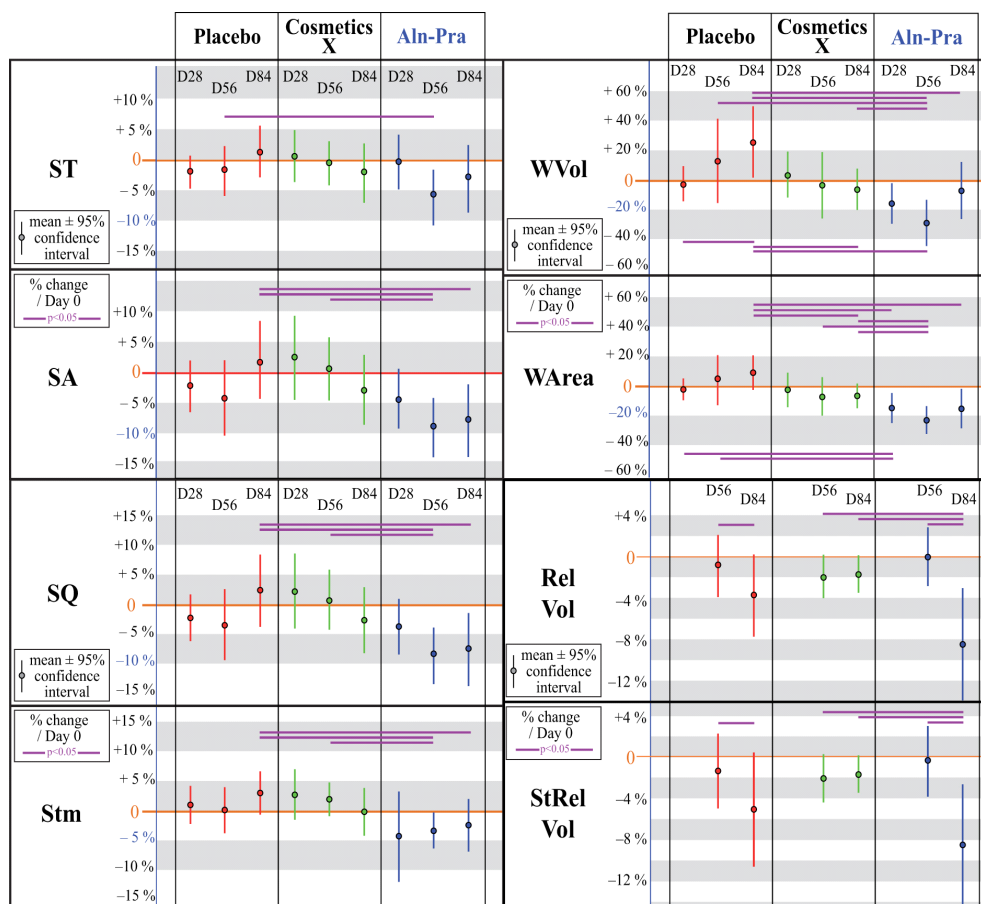 Placebo
Cosmetics
X
Aln-Pra
Placebo
Cosmetics
X
Aln-Pra
D28
D56
D84
D28
D56
D84
D28
D56
D84
+10 %
+ 5 %
0
−5 %
−10 %
−15 %
ST
mean ± 95%
confidence
interval
% change
/ Day 0
p<0.05
+10 %
+ 5 %
0
−5 %
−10 %
−15 %
SA
D28
D56
D84
D28
D56
D84
D28
D56
D84
+15 %
+10 %
+ 5 %
0
−5 %
−10 %
−15 %
SQ
mean ± 95%
confidence
interval
% change
/ Day 0
p<0.05
+15 %
+10 %
+ 5 %
0
−5 %
−10 %
−15 %
Stm
D28
D56
D84
D28
D56
D84
D28
D56
D84
+ 60 %
+ 40 %
+ 20 %
0
−20 %
− 40 %
− 60 %
WVol
mean ± 95%
confidence
interval
% change
/ Day 0
p<0.05
+ 60 %
+ 40 %
+ 20 %
0
−20 %
− 40 %
− 60 %
WArea
D56
D84
D56
D84
D56
D84
+4 %
0
−4 %
−8 %
−12 %
Rel
Vol
mean ± 95%
confidence
interval
% change
/ Day 0
p<0.05
+4 %
0
−4 %
−8 %
−12 %
StRel
Vol